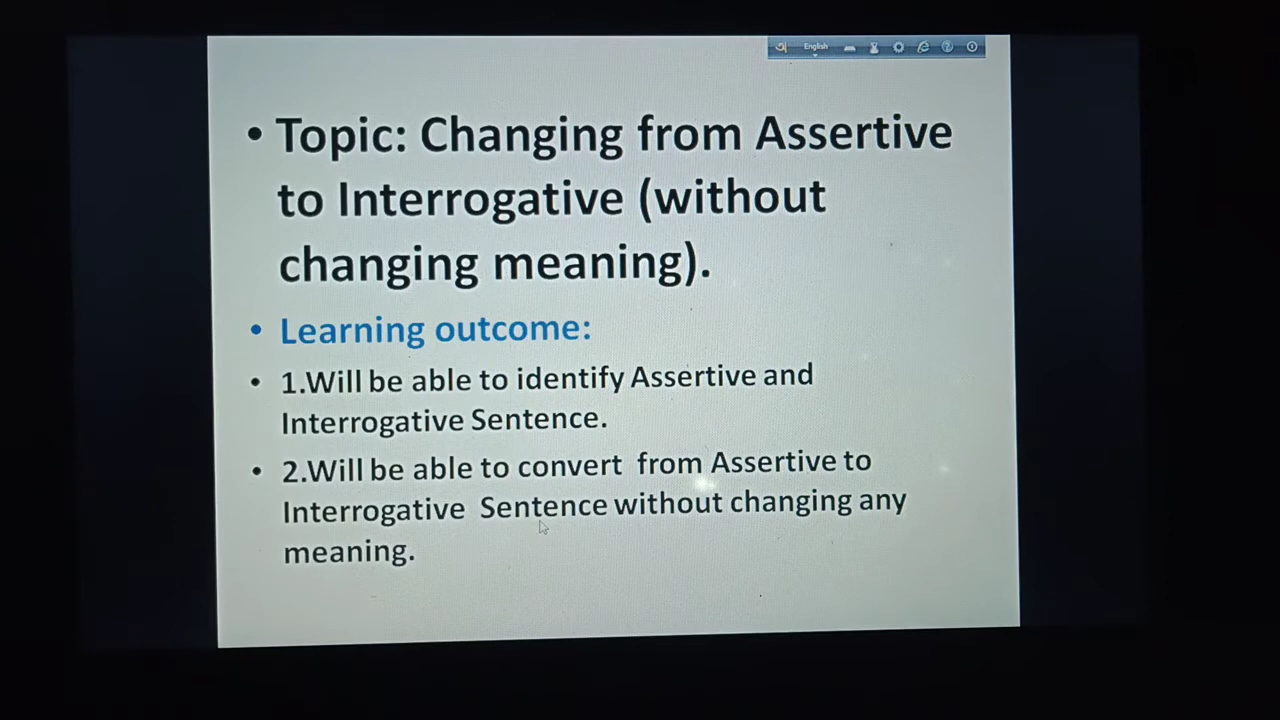 English
• Topic: Changing from Assertive
to Interrogative (without
changing meaning).
• Learning outcome:
• 1.Will be able to identify Assertive and
Interrogative Sentence.
• 2.Will be able to convert from Assertive to
Interrogative Sentence without changing any
meaning.